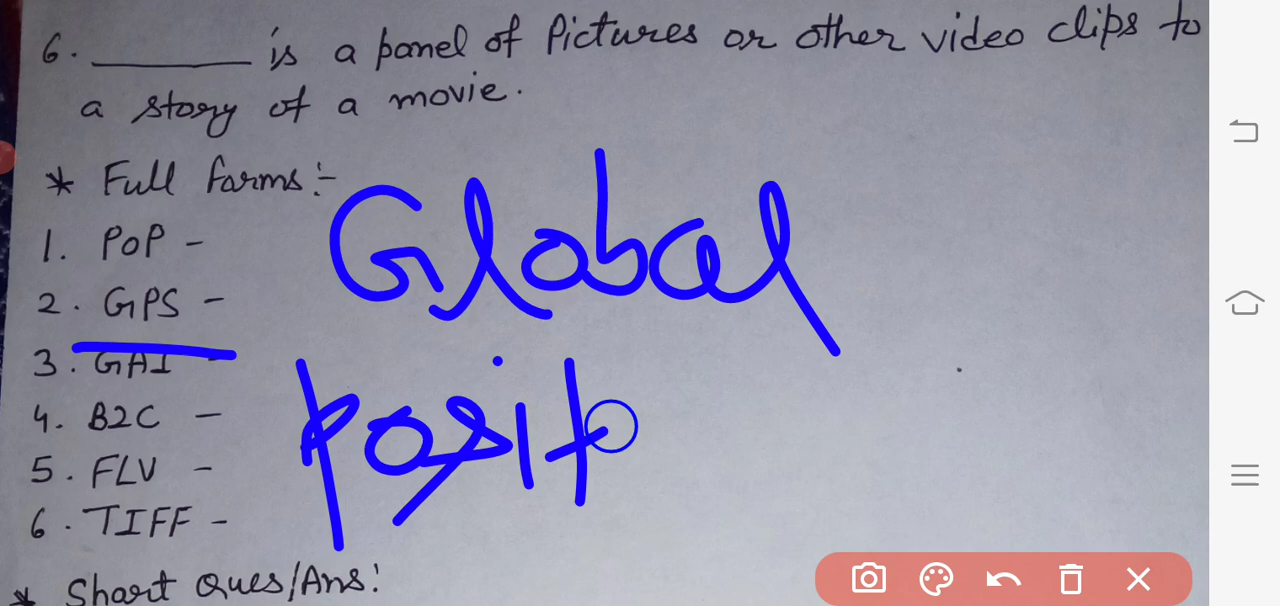 6. ________ is a panel of Pictures or other video clips to
a story of a movie.
* Full forms:-
1. POP -
2. GPS -
3. GAI -
4. B2C -
5. FLV -
6. TIFF -
* Short Ques/Ans:
Global
Posit